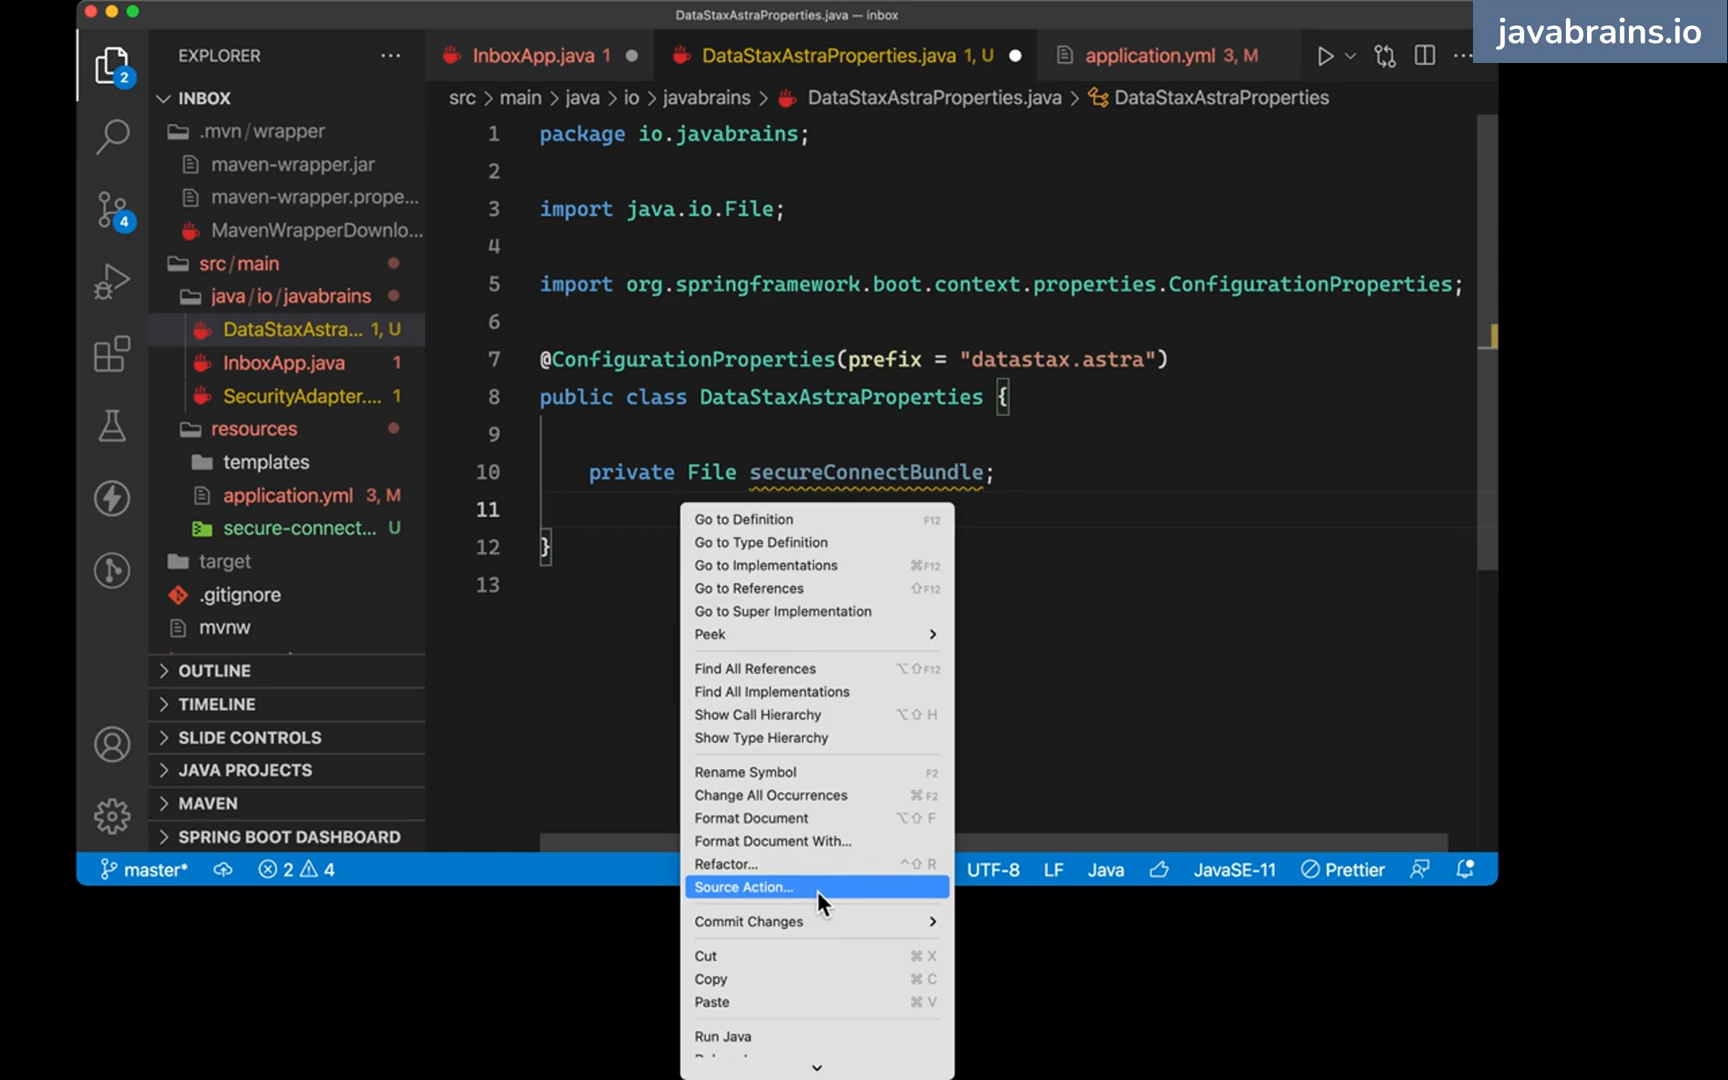 DataStaxAstraProperties.java — inbox
javabrains.io
EXPLORER
InboxApp.java 1
DataStaxAstraProperties.java 1, U
application.yml 3, M
src > main > java > io > javabrains > DataStaxAstraProperties.java > DataStaxAstraProperties
2
4
INBOX
.mvn/wrapper
maven-wrapper.jar
maven-wrapper.prope...
MavenWrapperDownlo...
src/main
java/io/javabrains
DataStaxAstra... 1, U
InboxApp.java 1
SecurityAdapter.... 1
resources
templates
application.yml 3, M
secure-connect... U
target
.gitignore
mvnw
OUTLINE
TIMELINE
SLIDE CONTROLS
JAVA PROJECTS
MAVEN
SPRING BOOT DASHBOARD
1 package io.javabrains;
2
3 import java.io.File;
4
5 import org.springframework.boot.context.properties.ConfigurationProperties;
6
7 @ConfigurationProperties(prefix = "datastax.astra")
8 public class DataStaxAstraProperties {
9
10 private File secureConnectBundle;
11
12 }
13
Go to Definition F12
Go to Type Definition
Go to Implementations ⌘F12
Go to References ⇧F12
Go to Super Implementation
Peek
Find All References ⌥⇧F12
Find All Implementations
Show Call Hierarchy ⌥⇧ H
Show Type Hierarchy
Rename Symbol F2
Change All Occurrences ⌘ F2
Format Document ⌥⇧ F
Format Document With...
Refactor... ^⇧ R
Source Action...
Commit Changes
Cut ⌘ X
Copy ⌘ C
Paste ⌘ V
Run Java
master* 2 4 UTF-8 LF Java JavaSE-11 Prettier